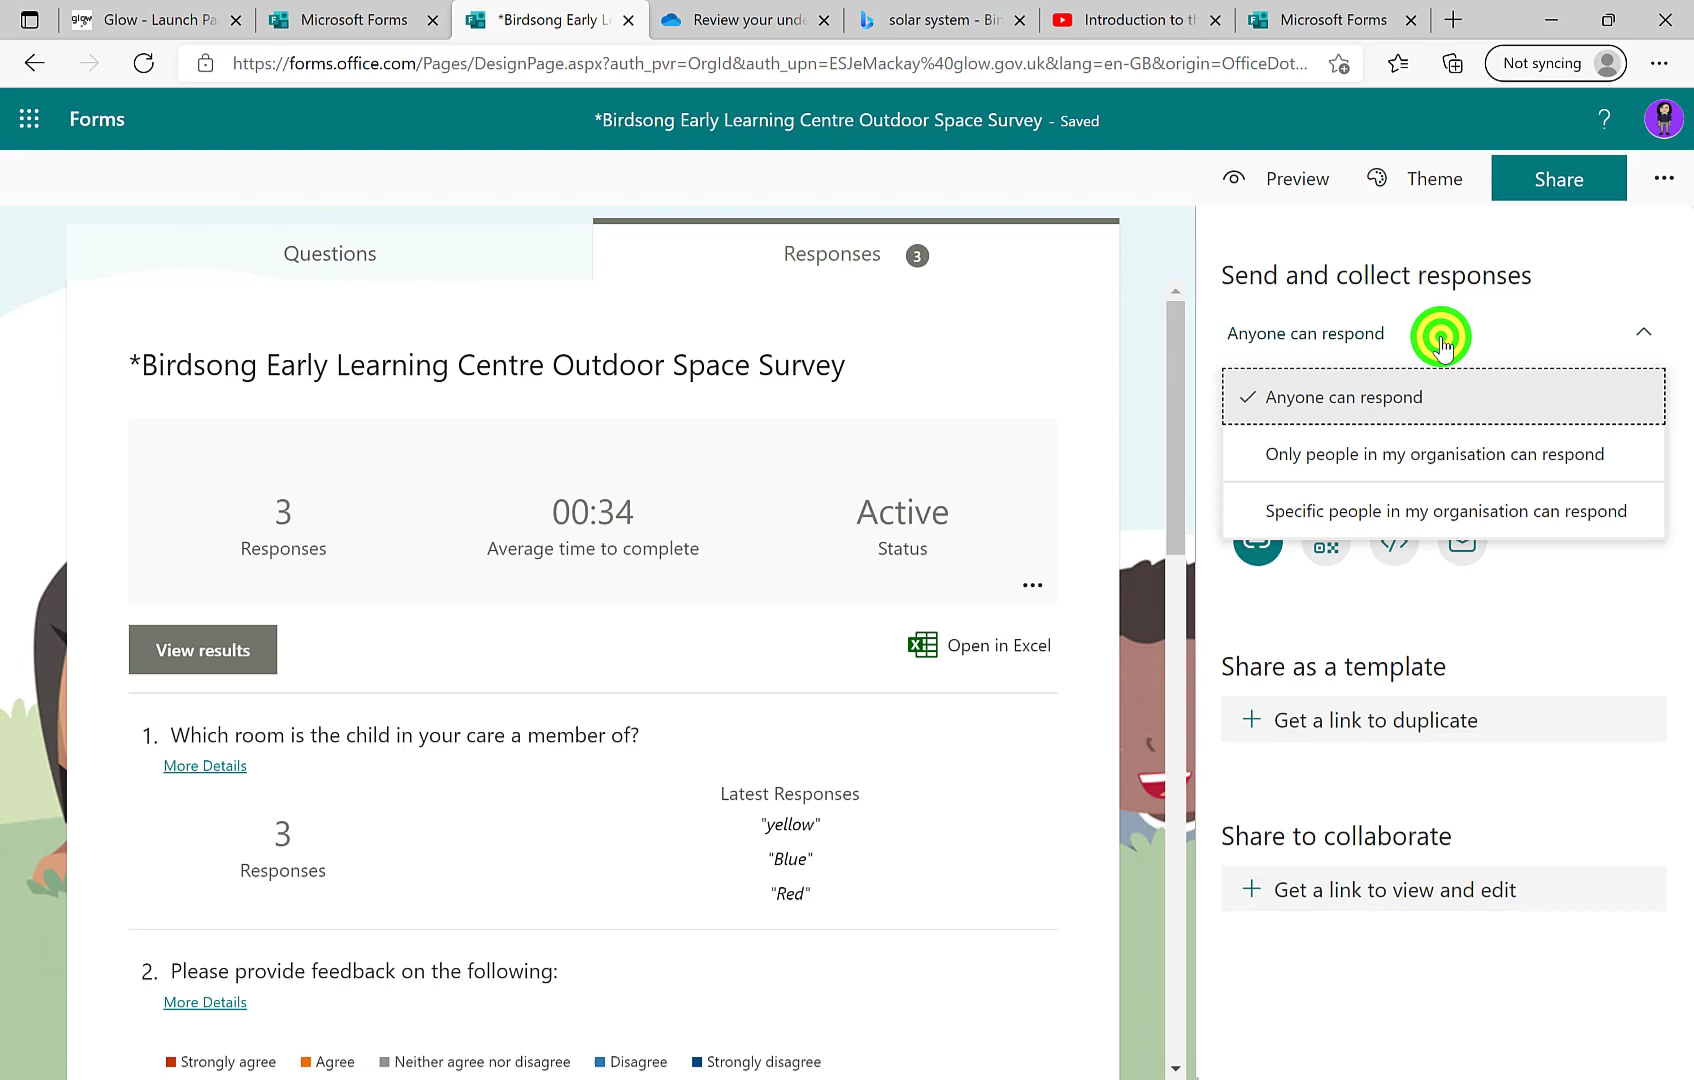 glow Glow - Launch Pa
Microsoft Forms
*Birdsong Early L
Review your unde
solar system - Bin
Introduction to th
Microsoft Forms
https://forms.office.com/Pages/DesignPage.aspx?auth_pvr=OrgId&auth_upn=ESJeMackay%40glow.gov.uk&lang=en-GB&origin=OfficeDot...
Not syncing
Forms
*Birdsong Early Learning Centre Outdoor Space Survey - Saved
?
Preview
Theme
Share
Questions
Responses 3
*Birdsong Early Learning Centre Outdoor Space Survey
3
Responses
00:34
Average time to complete
Active
Status
View results
Open in Excel
1. Which room is the child in your care a member of?
More Details
3
Responses
Latest Responses
"yellow"
"Blue"
"Red"
2. Please provide feedback on the following:
More Details
Strongly agree
Agree
Neither agree nor disagree
Disagree
Strongly disagree
Send and collect responses
Anyone can respond
Anyone can respond
Only people in my organisation can respond
Specific people in my organisation can respond
Share as a template
+ Get a link to duplicate
Share to collaborate
+ Get a link to view and edit